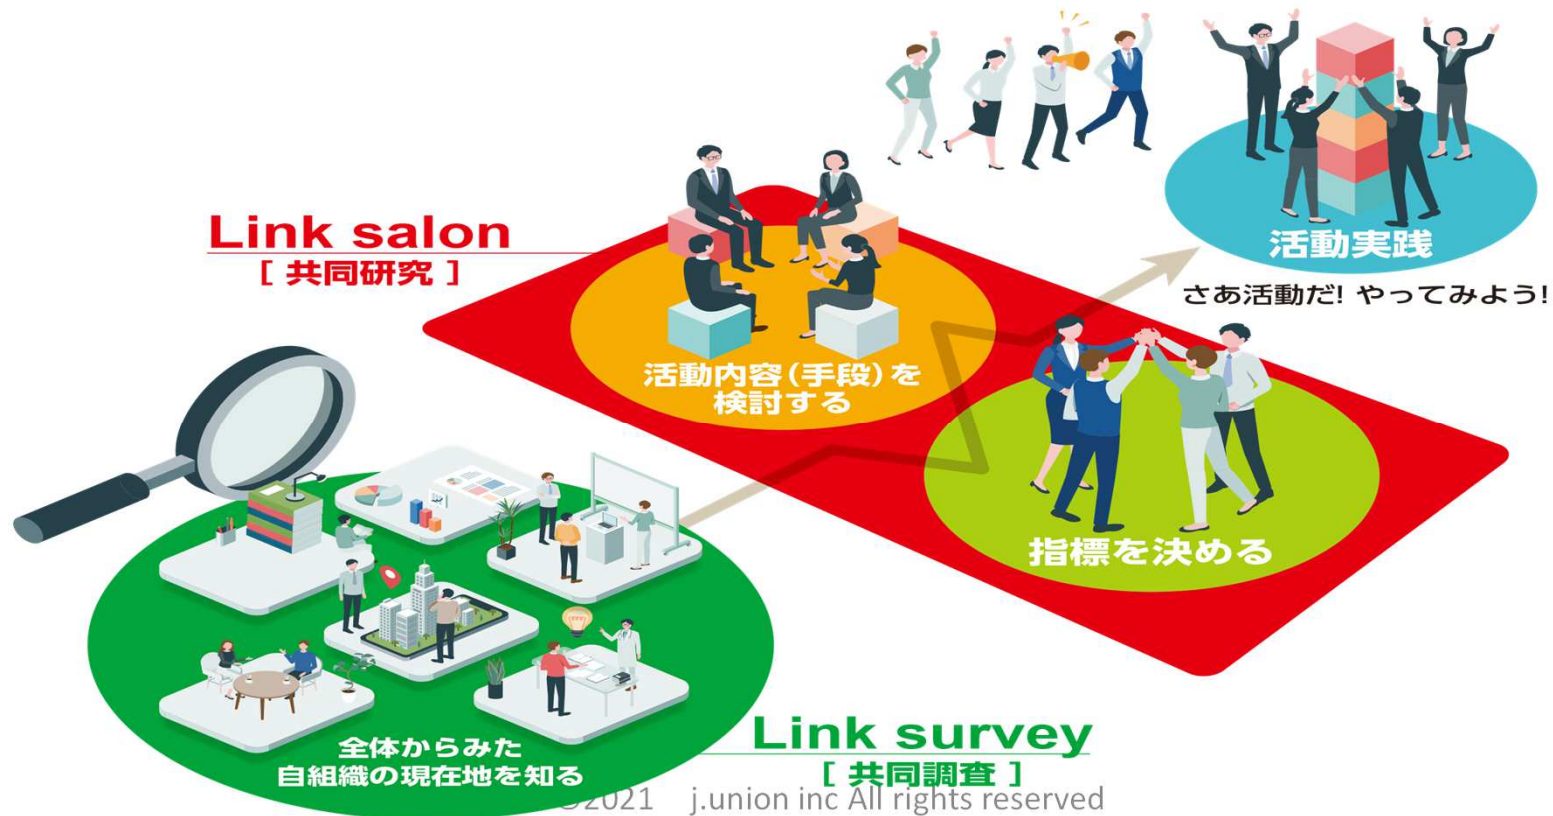 Link salon
[ 共同研究 ]
活動内容(手段)を
検討する
活動実践
さあ活動だ! やってみよう!
指標を決める
全体からみた
自組織の現在地を知る
Link survey
[ 共同調査 ]
©2021 j.union inc All rights reserved